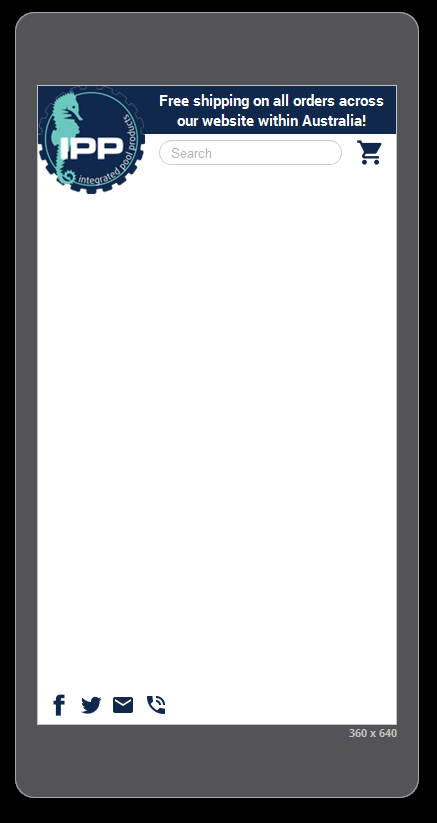 Free shipping on all orders across
our website within Australia!
IPP
integrated pool products
Search
360 x 640